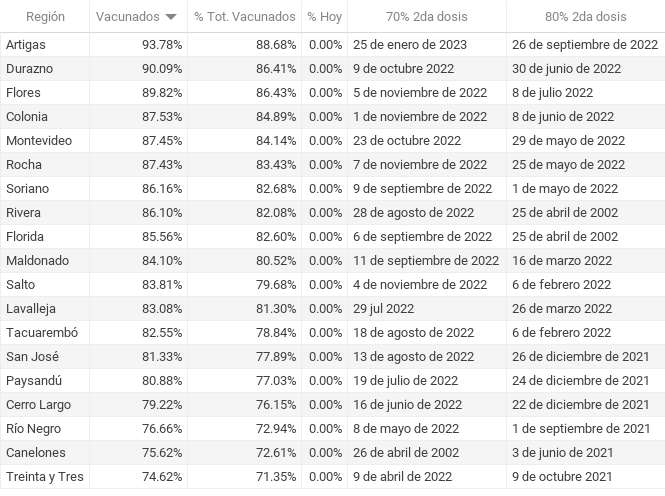 Región Vacunados % Tot. Vacunados % Hoy 70% 2da dosis 80% 2da dosis
Artigas 93.78% 88.68% 0.00% 25 de enero de 2023 26 de septiembre de 2022
Durazno 90.09% 86.41% 0.00% 9 de octubre 2022 30 de junio de 2022
Flores 89.82% 86.43% 0.00% 5 de noviembre de 2022 8 de julio 2022
Colonia 87.53% 84.89% 0.00% 1 de noviembre de 2022 8 de junio de 2022
Montevideo 87.45% 84.14% 0.00% 23 de octubre 2022 29 de mayo de 2022
Rocha 87.43% 83.43% 0.00% 7 de noviembre de 2022 25 de mayo de 2022
Soriano 86.16% 82.68% 0.00% 9 de septiembre de 2022 1 de mayo de 2022
Rivera 86.10% 82.08% 0.00% 28 de agosto de 2022 25 de abril de 2002
Florida 85.56% 82.60% 0.00% 6 de septiembre de 2022 25 de abril de 2002
Maldonado 84.10% 80.52% 0.00% 11 de septiembre de 2022 16 de marzo 2022
Salto 83.81% 79.68% 0.00% 4 de noviembre de 2022 6 de febrero 2022
Lavalleja 83.08% 81.30% 0.00% 29 jul 2022 26 de marzo 2022
Tacuarembó 82.55% 78.84% 0.00% 18 de agosto de 2022 6 de febrero 2022
San José 81.33% 77.89% 0.00% 13 de agosto de 2022 26 de diciembre de 2021
Paysandú 80.88% 77.03% 0.00% 19 de julio de 2022 24 de diciembre de 2021
Cerro Largo 79.22% 76.15% 0.00% 16 de junio de 2022 22 de diciembre de 2021
Río Negro 76.66% 72.94% 0.00% 8 de mayo de 2022 1 de septiembre de 2021
Canelones 75.62% 72.61% 0.00% 26 de abril de 2002 3 de junio de 2021
Treinta y Tres 74.62% 71.35% 0.00% 9 de abril de 2022 9 de octubre 2021